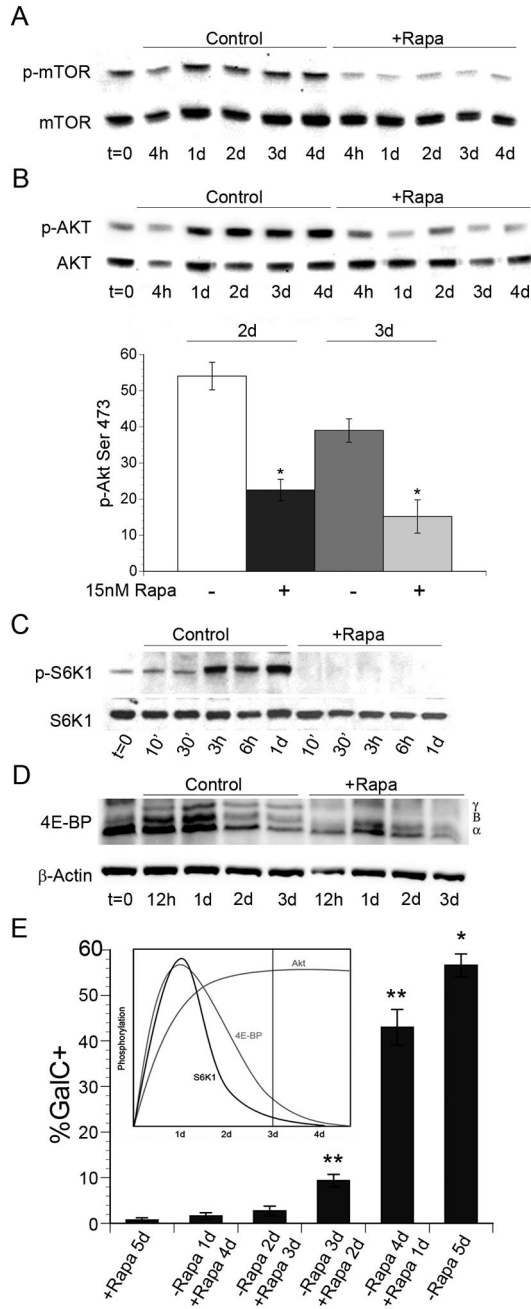 A
Control +Rapa
p-mTOR
mTOR
t=0 4h 1d 2d 3d 4d 4h 1d 2d 3d 4d
B
Control +Rapa
p-AKT
AKT
t=0 4h 1d 2d 3d 4d 4h 1d 2d 3d 4d
2d 3d
p-Akt Ser 473
60
50
40
30
20
10
0
* *
15nM Rapa - + - +
C
Control +Rapa
p-S6K1
S6K1
t=0 10' 30' 3h 6h 1d 10' 30' 3h 6h 1d
D
Control +Rapa
4E-BP
γ
B
α
β-Actin
t=0 12h 1d 2d 3d 12h 1d 2d 3d
E
%GalC+
60
50
40
30
20
10
0
Phosphorylation
Akt
4E-BP
S6K1
1d 2d 3d 4d
** ** *
+Rapa 5d
-Rapa 1d
+Rapa 4d
-Rapa 2d
+Rapa 3d
-Rapa 3d
+Rapa 2d
-Rapa 4d
+Rapa 1d
-Rapa 5d